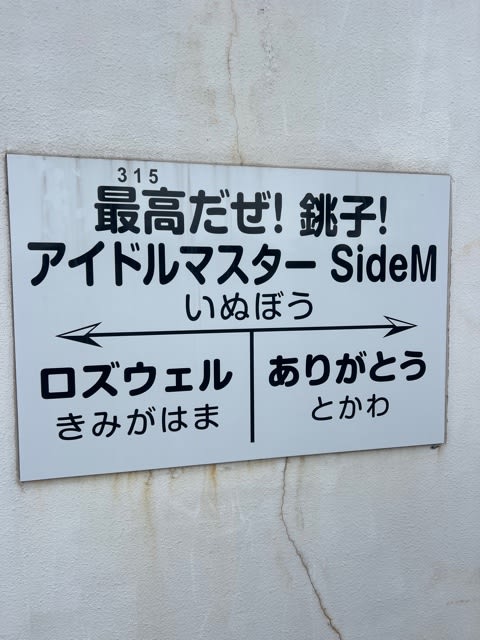 315
最高だぜ! 銚子!
アイドルマスター SideM
いぬぼう
ロズウェル
きみがはま
ありがとう
とかわ